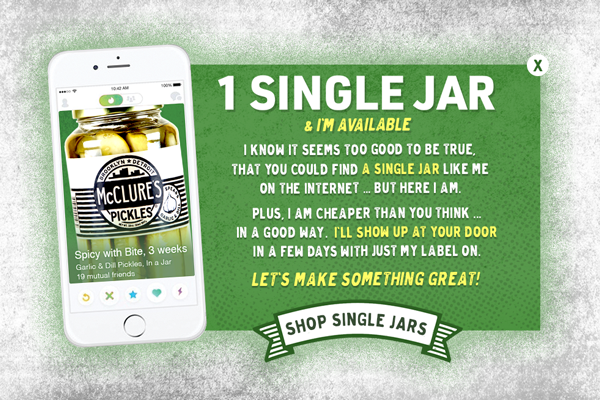 10:42 AM
100%
BROOKLYN ★ DETROIT
McCLURE'S
PICKLES
Spicy with Bite, 3 weeks
Garlic & Dill Pickles, In a Jar
19 mutual friends
X
1 SINGLE JAR
& I'M AVAILABLE
I KNOW IT SEEMS TOO GOOD TO BE TRUE,
THAT YOU COULD FIND A SINGLE JAR LIKE ME
ON THE INTERNET ... BUT HERE I AM.
PLUS, I AM CHEAPER THAN YOU THINK ...
IN A GOOD WAY. I'LL SHOW UP AT YOUR DOOR
IN A FEW DAYS WITH JUST MY LABEL ON.
LET'S MAKE SOMETHING GREAT!
SHOP SINGLE JARS